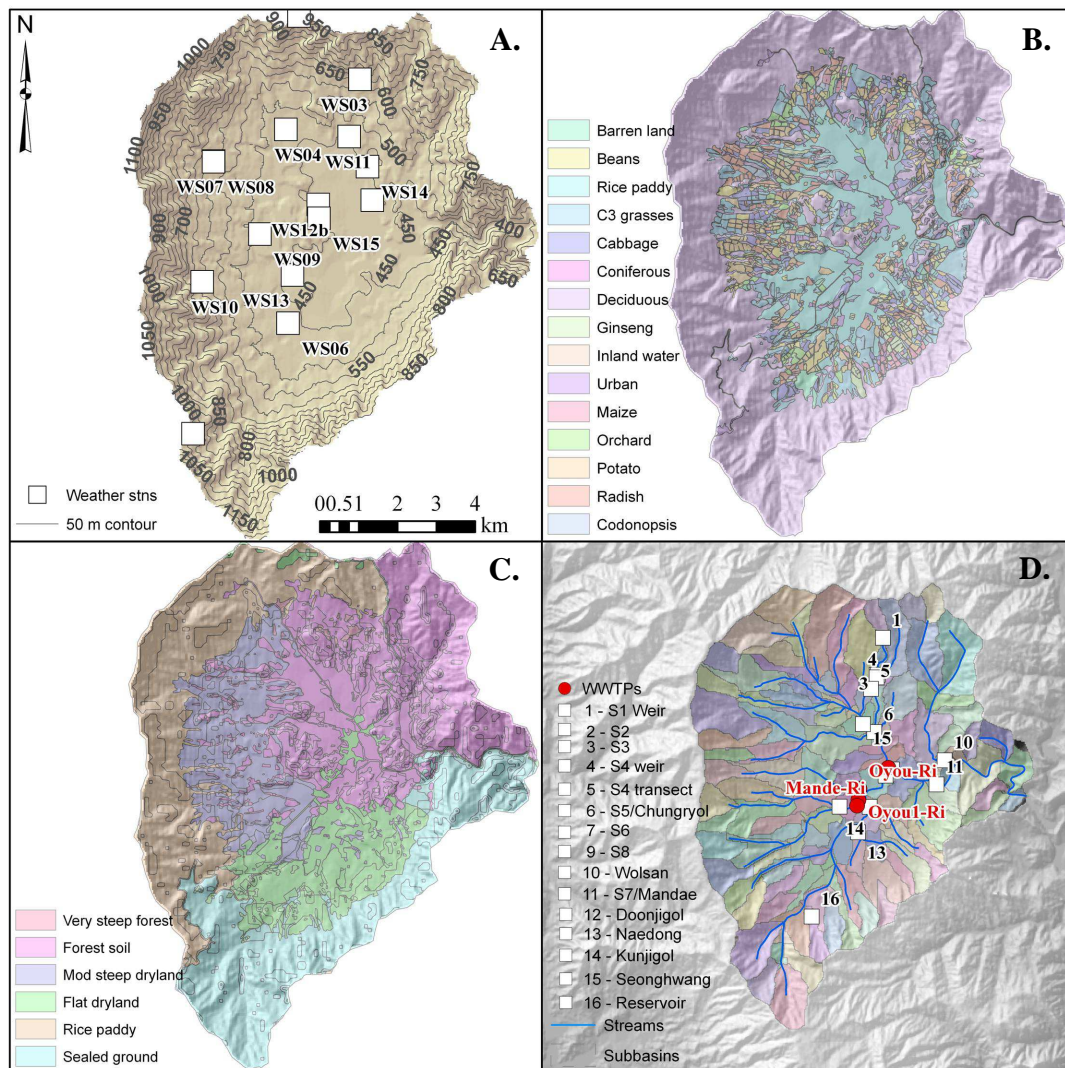 N
A.
900
950
850
1000
750
650
750
950
600
WS03
WS04
WS11
500
1100
WS07 WS08
WS14
750
700
900
450
400
WS12b
WS15
450
WS09
450
1000
WS10
WS13
450
650
800
1050
WS06
550
850
1000
850
800
1050
1000
1150
Weather stns
50 m contour
00.51 2 3 4
km
B.
Barren land
Beans
Rice paddy
C3 grasses
Cabbage
Coniferous
Deciduous
Ginseng
Inland water
Urban
Maize
Orchard
Potato
Radish
Codonopsis
C.
Very steep forest
Forest soil
Mod steep dryland
Flat dryland
Rice paddy
Sealed ground
D.
1
4
5
3
6
15
10
11
Oyou-Ri
Mande-Ri
Oyou1-Ri
14
13
16
WWTPs
1 - S1 Weir
2 - S2
3 - S3
4 - S4 weir
5 - S4 transect
6 - S5/Chungryol
7 - S6
9 - S8
10 - Wolsan
11 - S7/Mandae
12 - Doonjigol
13 - Naedong
14 - Kunjigol
15 - Seonghwang
16 - Reservoir
Streams
Subbasins